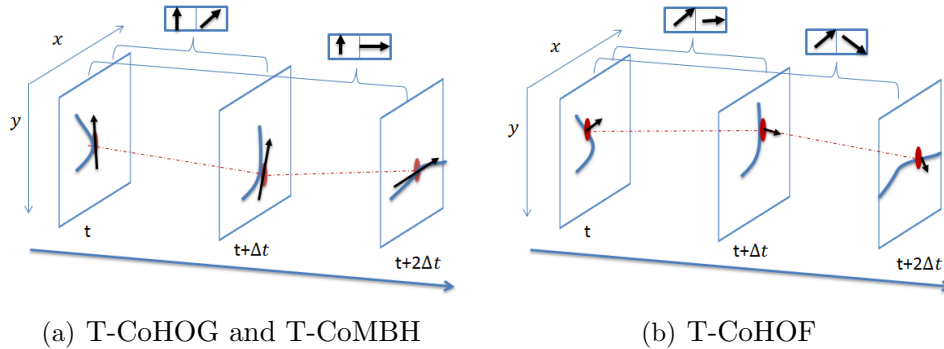 x
y
t
t+Δt
t+2Δt
(a) T-CoHOG and T-CoMBH
x
y
t
t+Δt
t+2Δt
(b) T-CoHOF